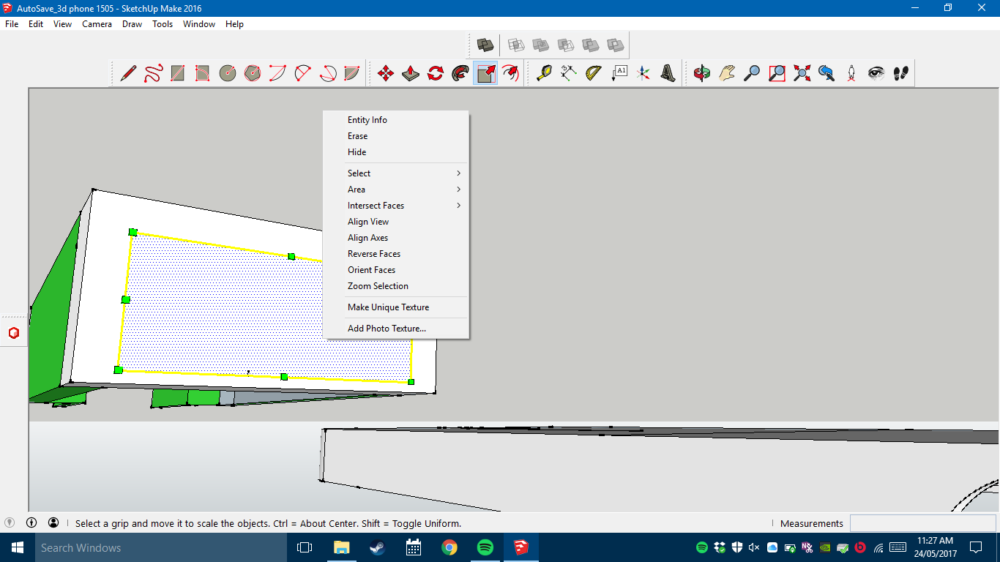 AutoSave_3d phone 1505 - SketchUp Make 2016
File Edit View Camera Draw Tools Window Help
A1
Entity Info
Erase
Hide
Select
Area
Intersect Faces
Align View
Align Axes
Reverse Faces
Orient Faces
Zoom Selection
Make Unique Texture
Add Photo Texture...
Select a grip and move it to scale the objects. Ctrl = About Center. Shift = Toggle Uniform.
Measurements
Search Windows
11:27 AM
24/05/2017